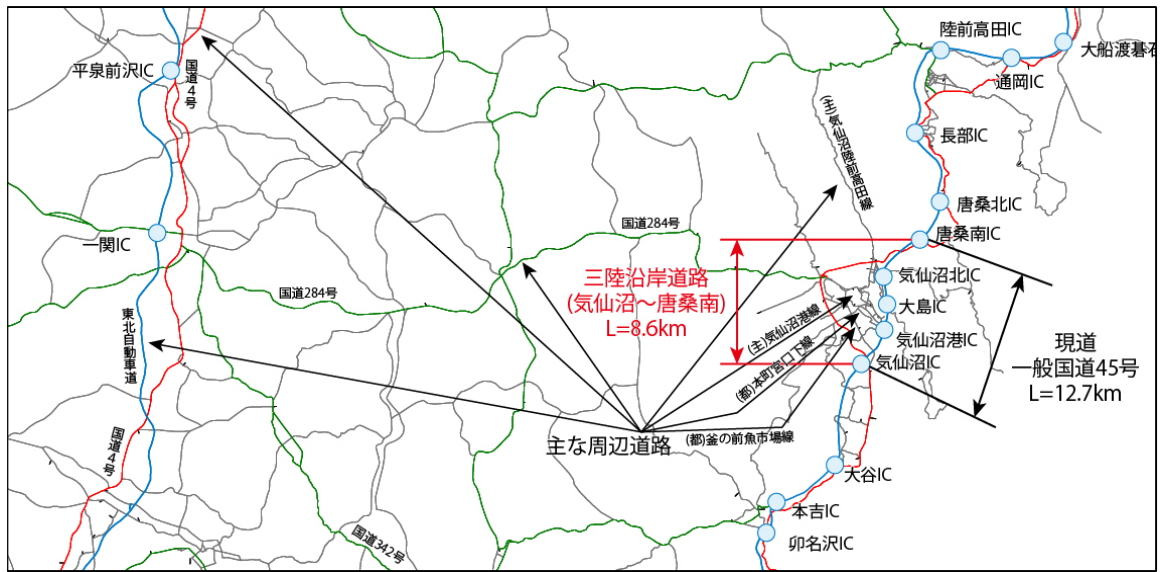 陸前高田IC
大船渡碁石
通岡IC
平泉前沢IC
国道4号
(主)気仙沼陸前高田線
長部IC
唐桑北IC
唐桑南IC
国道284号
一関IC
三陸沿岸道路
(気仙沼～唐桑南)
L=8.6km
気仙沼北IC
大島IC
国道284号
(主)気仙沼港線
気仙沼港IC
東北自動車道
現道
一般国道45号
L=12.7km
(都)本町宮口下線
気仙沼IC
国道4号
主な周辺道路
(都)釜の前魚市場線
大谷IC
本吉IC
国道342号
卯名沢IC